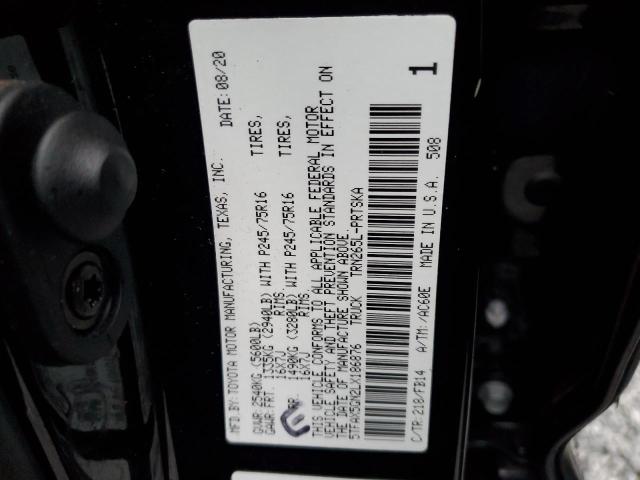 MFD.BY: TOYOTA MOTOR MANUFACTURING, TEXAS, INC. DATE: 08/20
GVWR: 2540KG (5600LB)
GAWR: FRT. 1335KG (2940LB) WITH P245/75R16 TIRES,
16X7J RIMS.
RR. 1490KG (3280LB) WITH P245/75R16 TIRES,
16X7J RIMS.
THIS VEHICLE CONFORMS TO ALL APPLICABLE FEDERAL MOTOR
VEHICLE SAFETY AND THEFT PREVENTION STANDARDS IN EFFECT ON
THE DATE OF MANUFACTURE SHOWN ABOVE.
5TFAX5GN2LX186876 TRUCK TRN265L-PRTSKA
C/TR:218/FB14 A/TM:/AC60E MADE IN U.S.A. 508
1